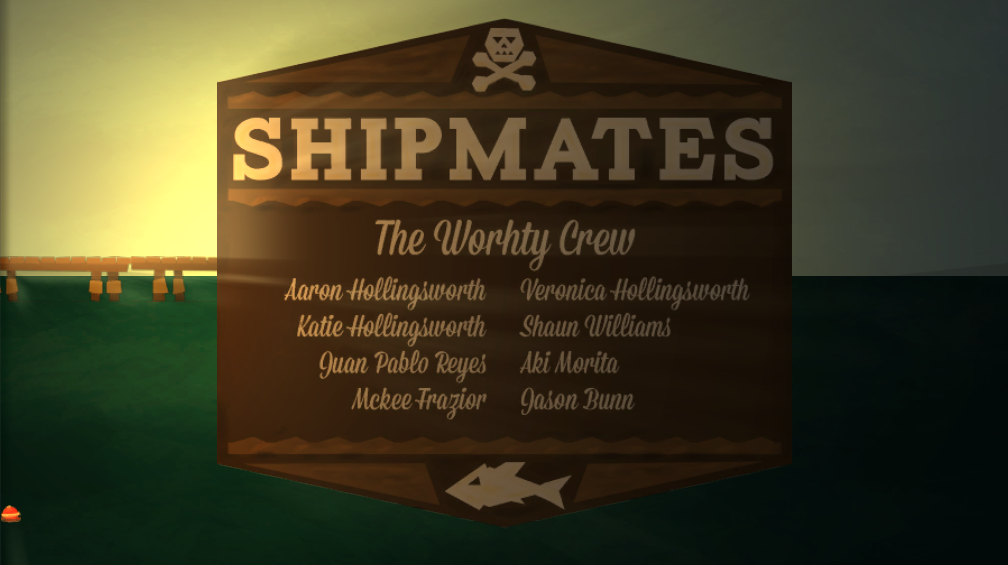 SHIPMATES
The Worhty Crew
Aaron Hollingsworth Veronica Hollingsworth
Katie Hollingsworth Shaun Williams
Juan Pablo Reyes Aki Morita
Mckee Frazior Jason Bunn